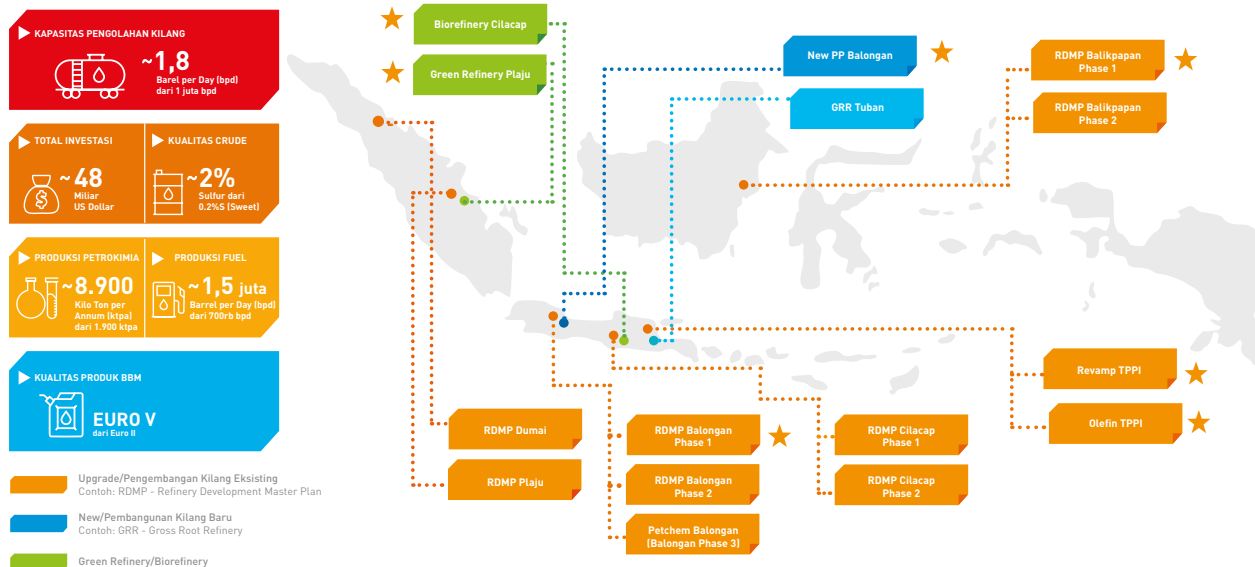 KAPASITAS PENGOLAHAN KILANG
~1,8
Barel per Day (bpd)
dari 1 juta bpd
TOTAL INVESTASI
~48
Miliar
US Dollar
KUALITAS CRUDE
~2%
Sulfur dari
0.2%S (Sweet)
PRODUKSI PETROKIMIA
~8.900
Kilo Ton per
Annum (ktpa)
dari 1.900 ktpa
PRODUKSI FUEL
~1,5 juta
Barrel per Day (bpd)
dari 700rb bpd
KUALITAS PRODUK BBM
EURO V
dari Euro II
Upgrade/Pengembangan Kilang Eksisting
Contoh: RDMP - Refinery Development Master Plan
New/Pembangunan Kilang Baru
Contoh: GRR - Gross Root Refinery
Green Refinery/Biorefinery
Biorefinery Cilacap
Green Refinery Plaju
New PP Balongan
GRR Tuban
RDMP Balikpapan
Phase 1
RDMP Balikpapan
Phase 2
Revamp TPPI
Olefin TPPI
RDMP Dumai
RDMP Plaju
RDMP Balongan
Phase 1
RDMP Balongan
Phase 2
Petchem Balongan
(Balongan Phase 3)
RDMP Cilacap
Phase 1
RDMP Cilacap
Phase 2